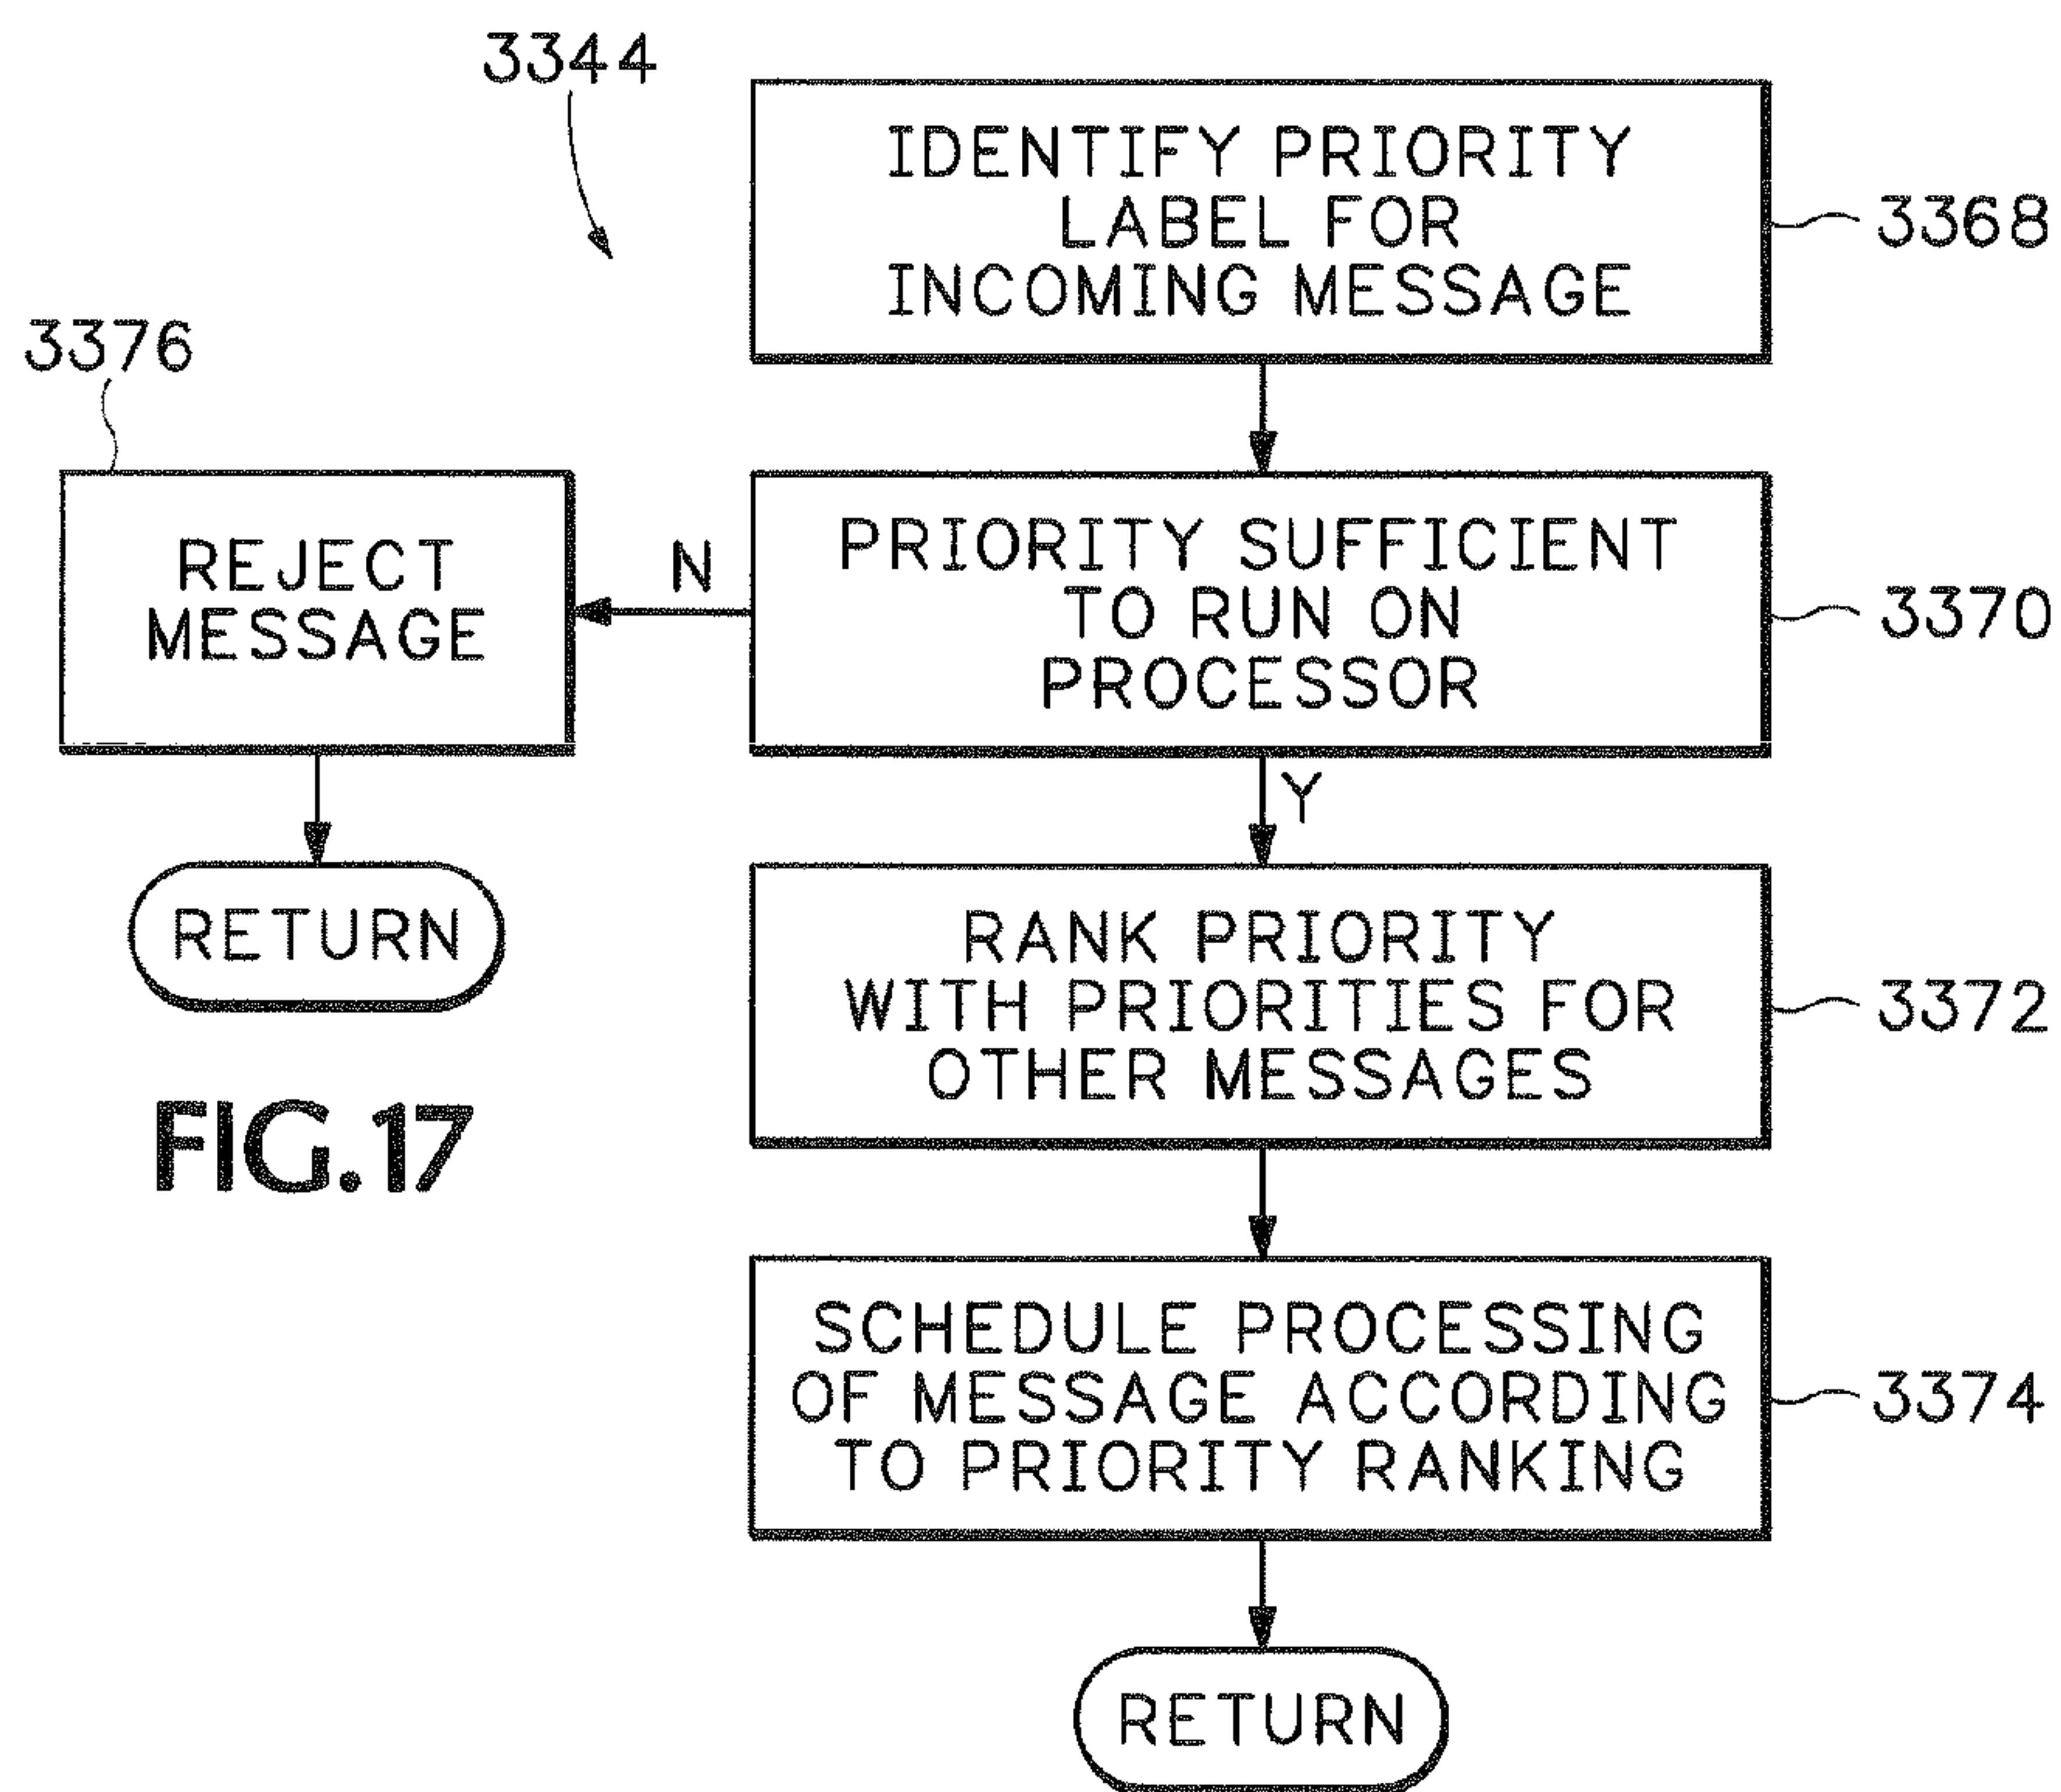 3344
IDENTIFY PRIORITY
LABEL FOR
INCOMING MESSAGE
3368
3376
REJECT
MESSAGE
N
PRIORITY SUFFICIENT
TO RUN ON
PROCESSOR
3370
Y
RETURN
RANK PRIORITY
WITH PRIORITIES FOR
OTHER MESSAGES
3372
FIG.17
SCHEDULE PROCESSING
OF MESSAGE ACCORDING
TO PRIORITY RANKING
3374
RETURN